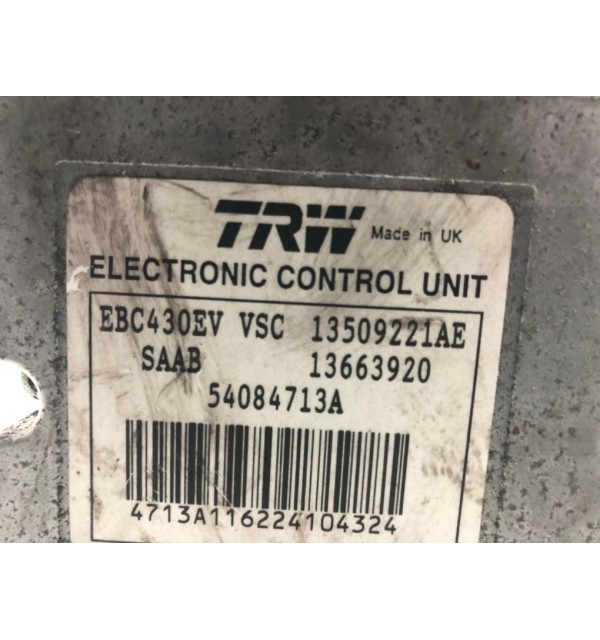 TRW Made in UK
ELECTRONIC CONTROL UNIT
EBC430EV VSC 13509221AE
SAAB 13663920
54084713A
4713A116224104324